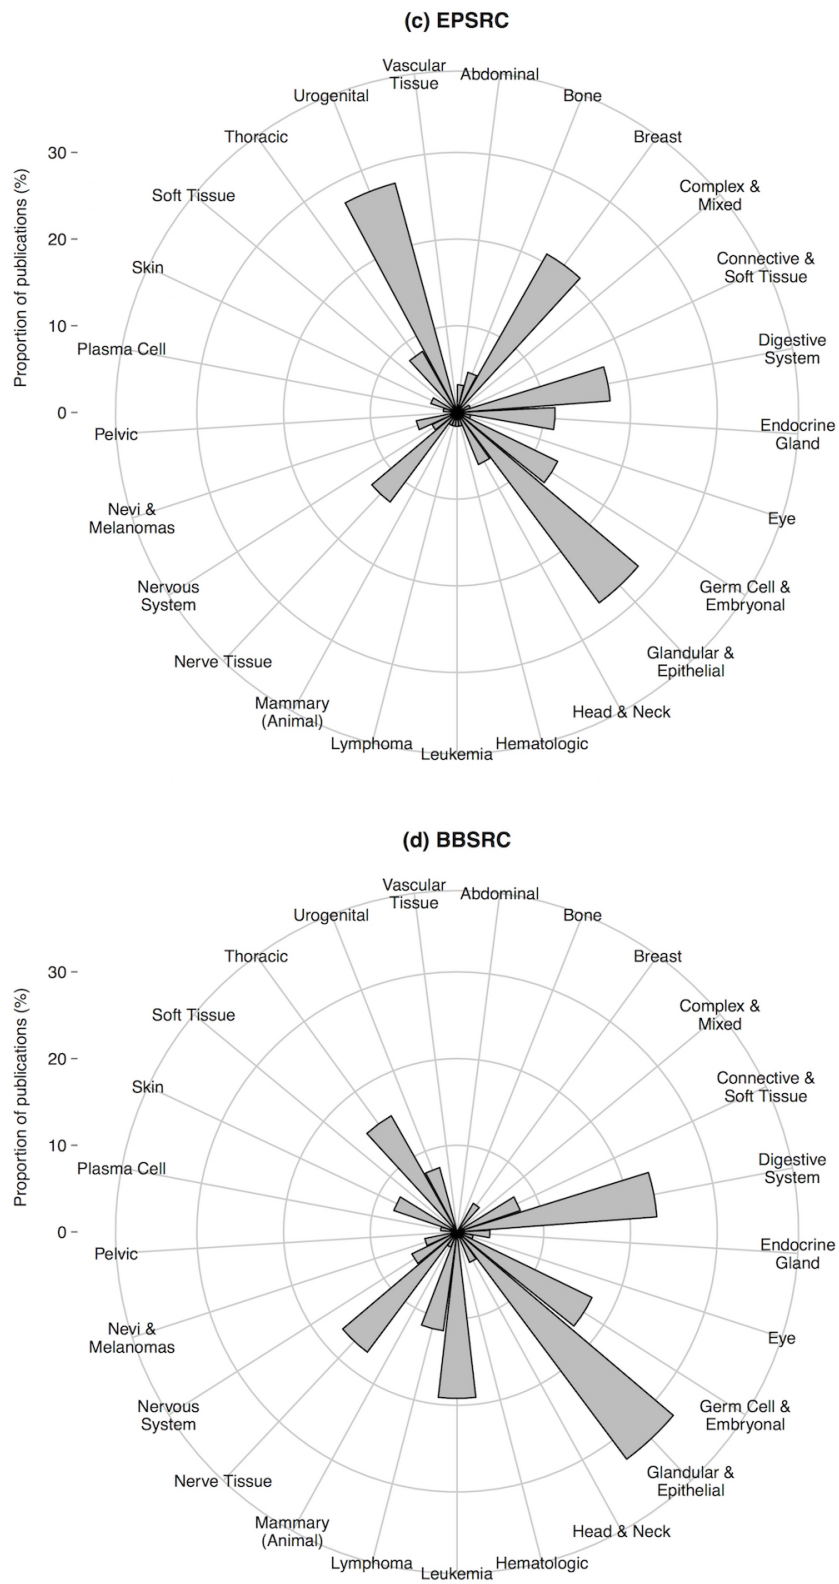 (c) EPSRC
Vascular
Tissue
Abdominal
Urogenital
Bone
Thoracic
Breast
30
Soft Tissue
Complex &
Mixed
20
Skin
Connective &
Soft Tissue
Proportion of publications (%)
10
Plasma Cell
Digestive
System
0
Pelvic
Endocrine
Gland
Nevi &
Melanomas
Eye
Nervous
System
Germ Cell &
Embryonal
Nerve Tissue
Glandular &
Epithelial
Mammary
(Animal)
Head & Neck
Lymphoma
Leukemia
Hematologic
(d) BBSRC
Vascular
Tissue
Abdominal
Urogenital
Bone
Thoracic
Breast
30
Soft Tissue
Complex &
Mixed
20
Skin
Connective &
Soft Tissue
Proportion of publications (%)
10
Plasma Cell
Digestive
System
0
Pelvic
Endocrine
Gland
Nevi &
Melanomas
Eye
Nervous
System
Germ Cell &
Embryonal
Nerve Tissue
Glandular &
Epithelial
Mammary
(Animal)
Head & Neck
Lymphoma
Leukemia
Hematologic